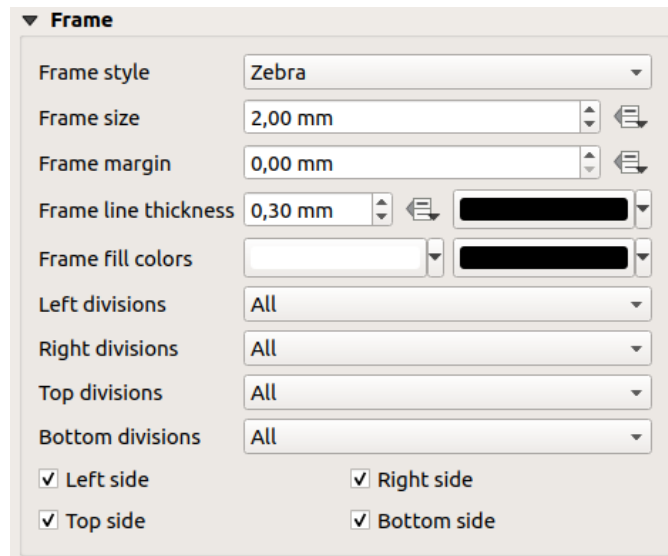 Frame
Frame style Zebra
Frame size 2,00 mm
Frame margin 0,00 mm
Frame line thickness 0,30 mm
Frame fill colors
Left divisions All
Right divisions All
Top divisions All
Bottom divisions All
Left side Right side
Top side Bottom side